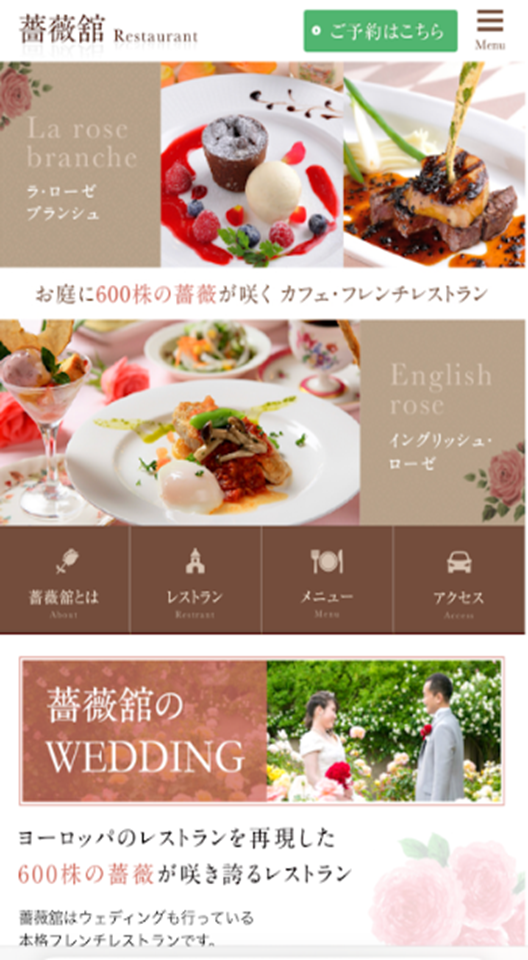 薔薇舘 Restaurant
ご予約はこちら
Menu
La rose
branche
ラ・ローゼ
ブランシュ
お庭に600株の薔薇が咲く カフェ・フレンチレストラン
English
rose
イングリッシュ・
ローゼ
薔薇舘とは
About
レストラン
Restrant
メニュー
Menu
アクセス
Access
薔薇舘の
WEDDING
ヨーロッパのレストランを再現した
600株の薔薇が咲き誇るレストラン
薔薇舘はウェディングも行っている
本格フレンチレストランです。